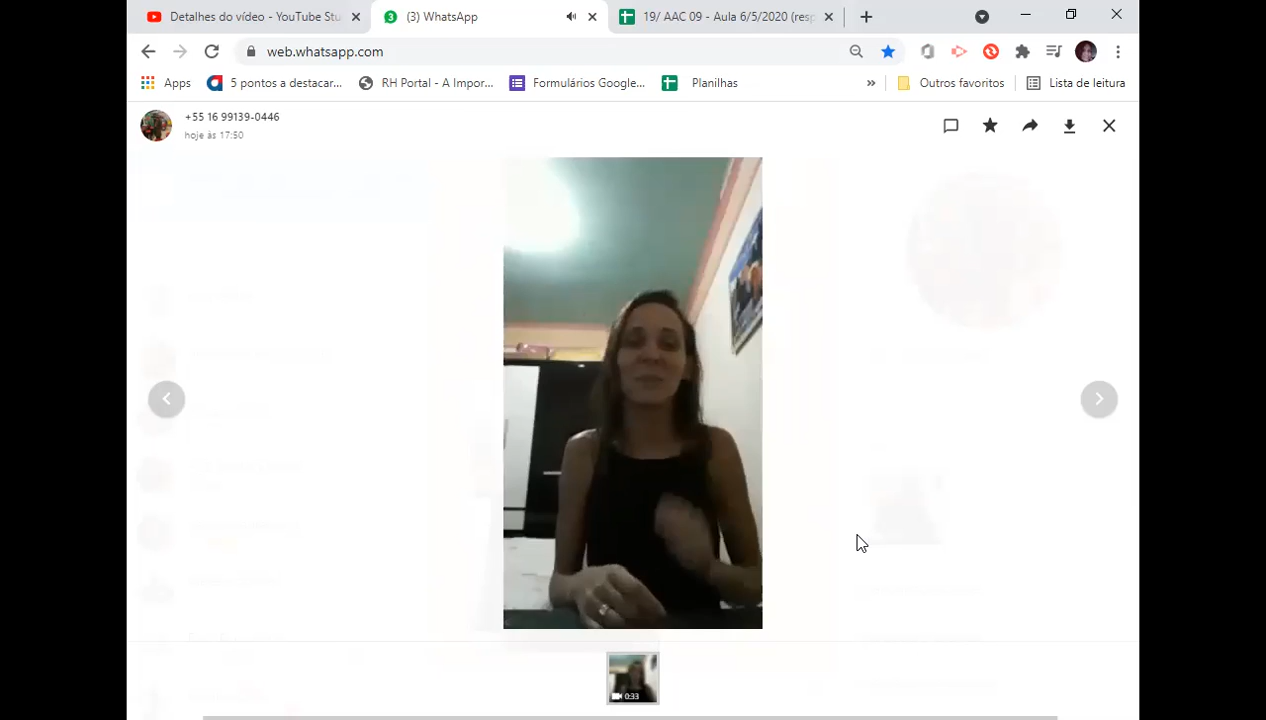 Detalhes do vídeo - YouTube Stu
(3) WhatsApp
19/ AAC 09 - Aula 6/5/2020 (resp
web.whatsapp.com
Apps
5 pontos a destacar...
RH Portal - A Impor...
Formulários Google...
Planilhas
»
Outros favoritos
Lista de leitura
+55 16 99139-0446
hoje às 17:50
0:33